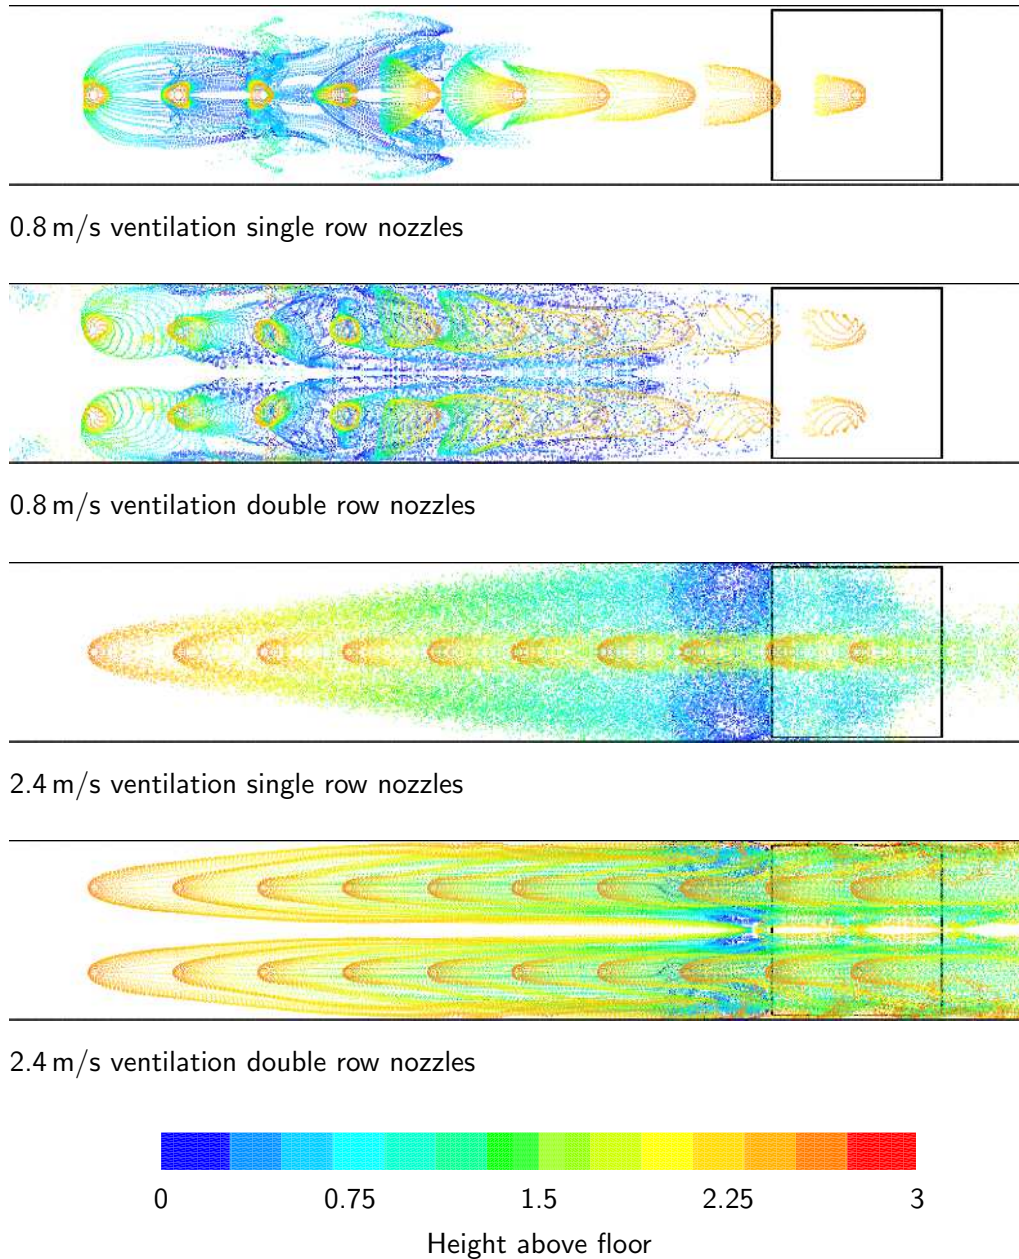 0.8 m/s ventilation single row nozzles
0.8 m/s ventilation double row nozzles
2.4 m/s ventilation single row nozzles
2.4 m/s ventilation double row nozzles
0 0.75 1.5 2.25 3
Height above floor